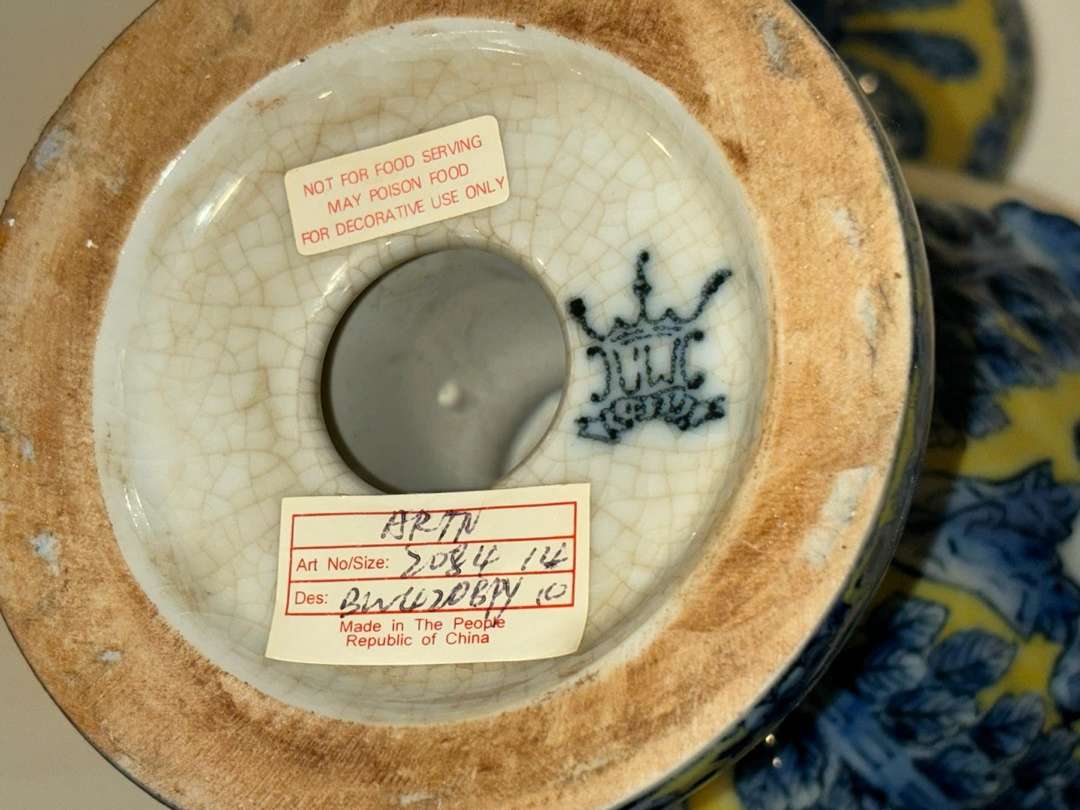 NOT FOR FOOD SERVING
MAY POISON FOOD
FOR DECORATIVE USE ONLY
ARTN
Art No/Size: 2084 14
Des: BW420BPY 10
Made in The People
Republic of China